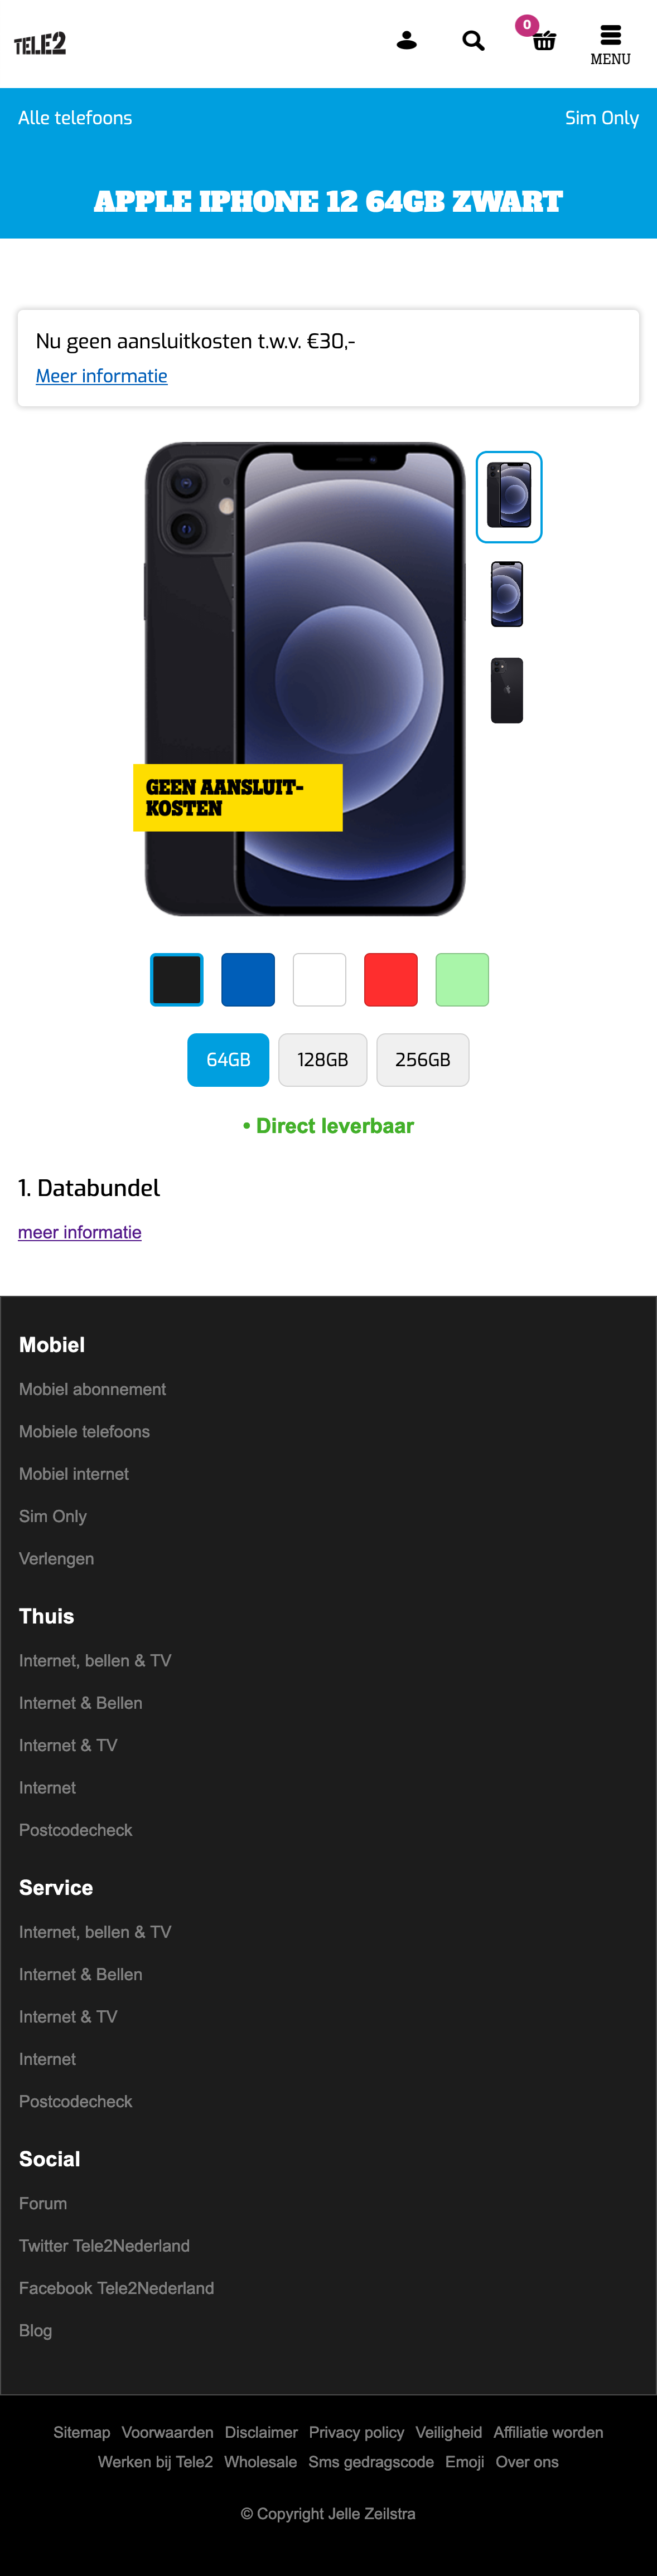 TELE2
0
MENU
Alle telefoons
Sim Only
APPLE IPHONE 12 64GB ZWART
Nu geen aansluitkosten t.w.v. €30,-
Meer informatie
GEEN AANSLUIT-
KOSTEN
64GB
128GB
256GB
• Direct leverbaar
1. Databundel
meer informatie
Mobiel
Mobiel abonnement
Mobiele telefoons
Mobiel internet
Sim Only
Verlengen
Thuis
Internet, bellen & TV
Internet & Bellen
Internet & TV
Internet
Postcodecheck
Service
Internet, bellen & TV
Internet & Bellen
Internet & TV
Internet
Postcodecheck
Social
Forum
Twitter Tele2Nederland
Facebook Tele2Nederland
Blog
Sitemap Voorwaarden Disclaimer Privacy policy Veiligheid Affiliatie worden
Werken bij Tele2 Wholesale Sms gedragscode Emoji Over ons
© Copyright Jelle Zeilstra